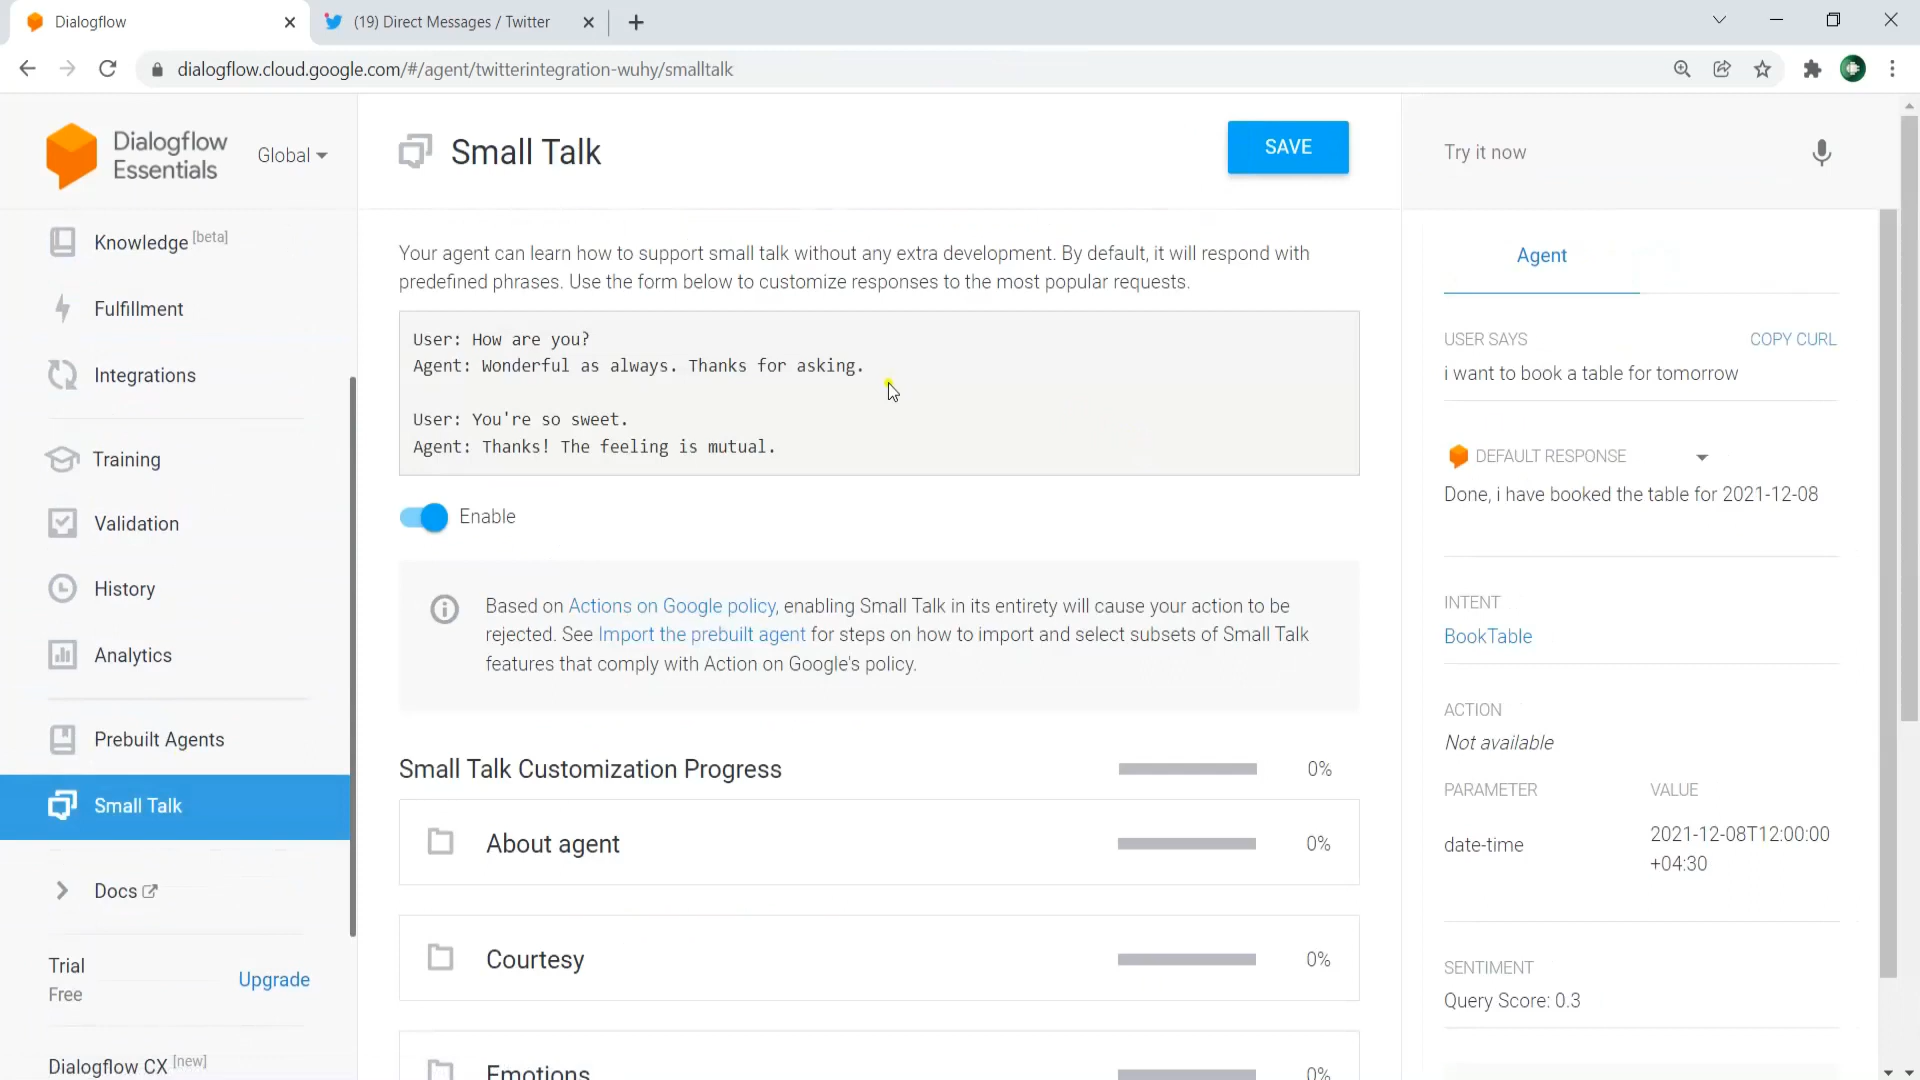 Dialogflow
(19) Direct Messages / Twitter
dialogflow.cloud.google.com/#/agent/twitterintegration-wuhy/smalltalk
Dialogflow
Essentials
Global
Knowledge [beta]
Fulfillment
Integrations
Training
Validation
History
Analytics
Prebuilt Agents
Small Talk
Docs
Trial
Free
Upgrade
Dialogflow CX [new]
Small Talk
SAVE
Your agent can learn how to support small talk without any extra development. By default, it will respond with
predefined phrases. Use the form below to customize responses to the most popular requests.
User: How are you?
Agent: Wonderful as always. Thanks for asking.
User: You're so sweet.
Agent: Thanks! The feeling is mutual.
Enable
Based on Actions on Google policy, enabling Small Talk in its entirety will cause your action to be
rejected. See Import the prebuilt agent for steps on how to import and select subsets of Small Talk
features that comply with Action on Google's policy.
Small Talk Customization Progress 0%
About agent 0%
Courtesy 0%
Emotions 0%
Try it now
Agent
USER SAYS COPY CURL
i want to book a table for tomorrow
DEFAULT RESPONSE
Done, i have booked the table for 2021-12-08
INTENT
BookTable
ACTION
Not available
PARAMETER VALUE
date-time 2021-12-08T12:00:00
+04:30
SENTIMENT
Query Score: 0.3